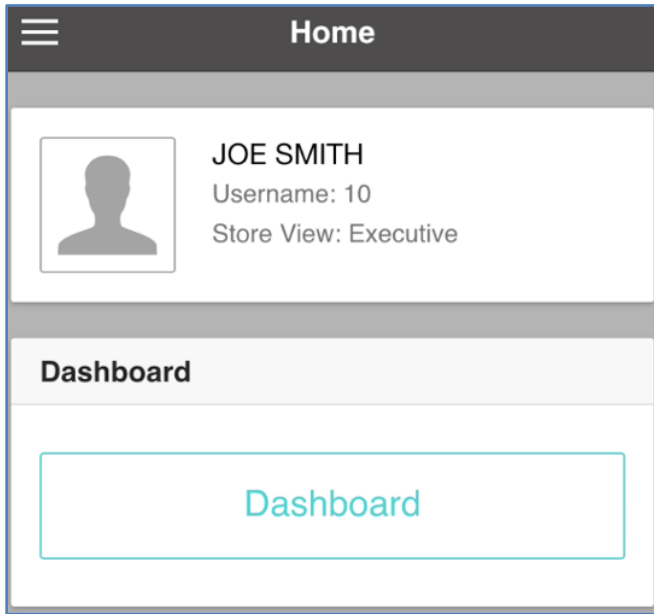 Home
JOE SMITH
Username: 10
Store View: Executive
Dashboard
Dashboard